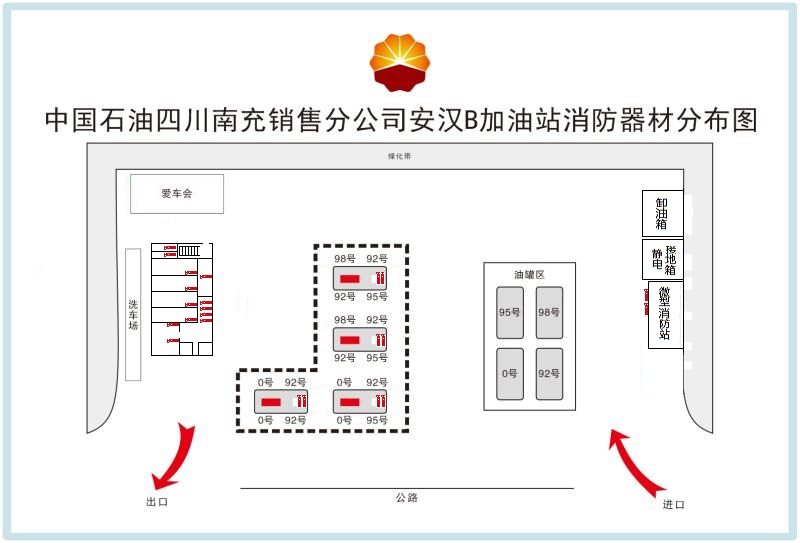 中国石油四川南充销售分公司安汉B加油站消防器材分布图
绿化带
爱车会
卸油箱
静电接地箱
微型消防站
洗车场
98号 92号
92号 95号
98号 92号
92号 95号
0号 92号
0号 92号
0号 92号
0号 95号
油罐区
95号 98号
0号 92号
出口
公路
进口